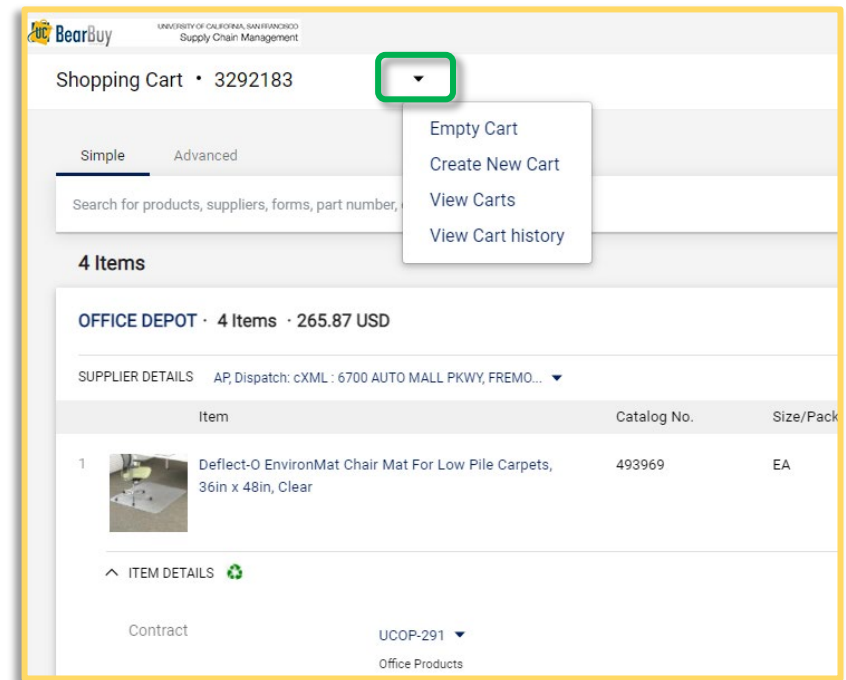 UC BearBuy
UNIVERSITY OF CALIFORNIA, SAN FRANCISCO
Supply Chain Management
Shopping Cart • 3292183
Empty Cart
Create New Cart
View Carts
View Cart history
Simple Advanced
Search for products, suppliers, forms, part number,
4 Items
OFFICE DEPOT · 4 Items · 265.87 USD
SUPPLIER DETAILS AP, Dispatch: cXML : 6700 AUTO MALL PKWY, FREMO...
Item Catalog No. Size/Pack
1 Deflect-O EnvironMat Chair Mat For Low Pile Carpets, 493969 EA
36in x 48in, Clear
ITEM DETAILS
Contract UCOP-291
Office Products